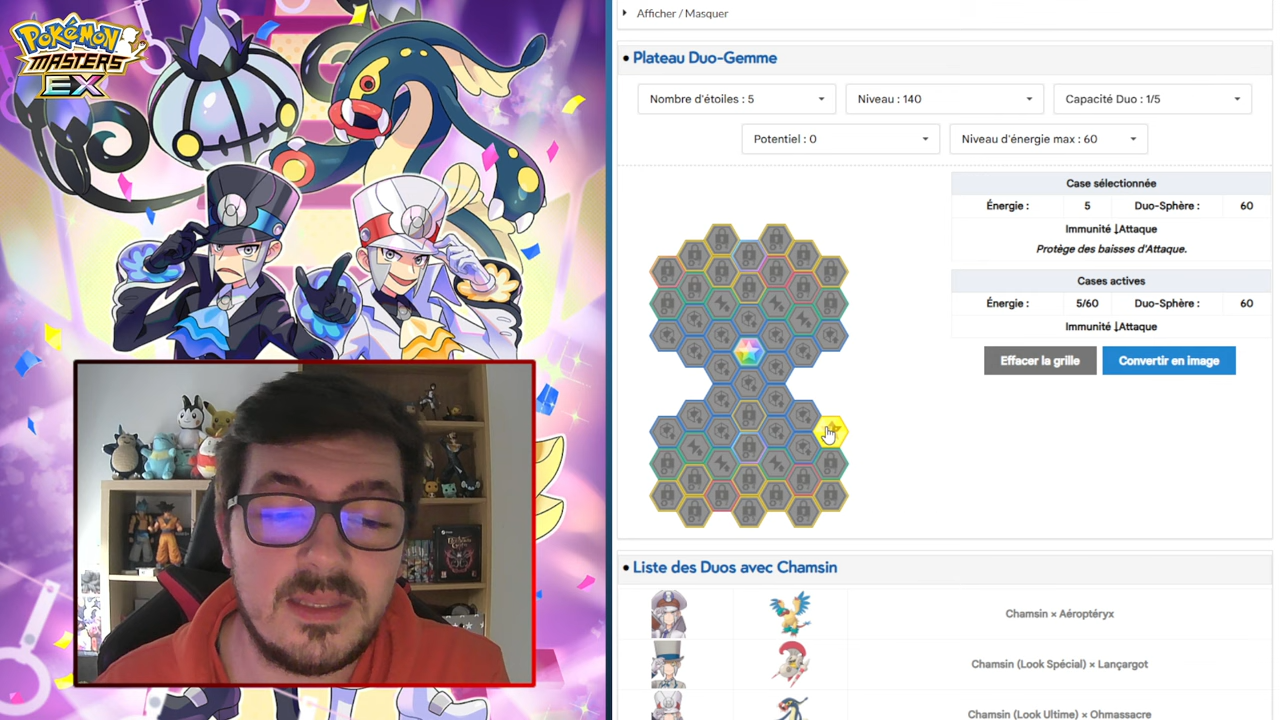 POKéMON
MASTERS
EX
Afficher / Masquer
• Plateau Duo-Gemme
Nombre d'étoiles : 5
Niveau : 140
Capacité Duo : 1/5
Potentiel : 0
Niveau d'énergie max : 60
Case sélectionnée
Énergie : 5 Duo-Sphère : 60
Immunité ↓Attaque
Protège des baisses d'Attaque.
Cases actives
Énergie : 5/60 Duo-Sphère : 60
Immunité ↓Attaque
Effacer la grille
Convertir en image
• Liste des Duos avec Chamsin
Chamsin × Aéroptéryx
Chamsin (Look Spécial) × Lançargot
Chamsin (Look Ultime) × Ohmassacre